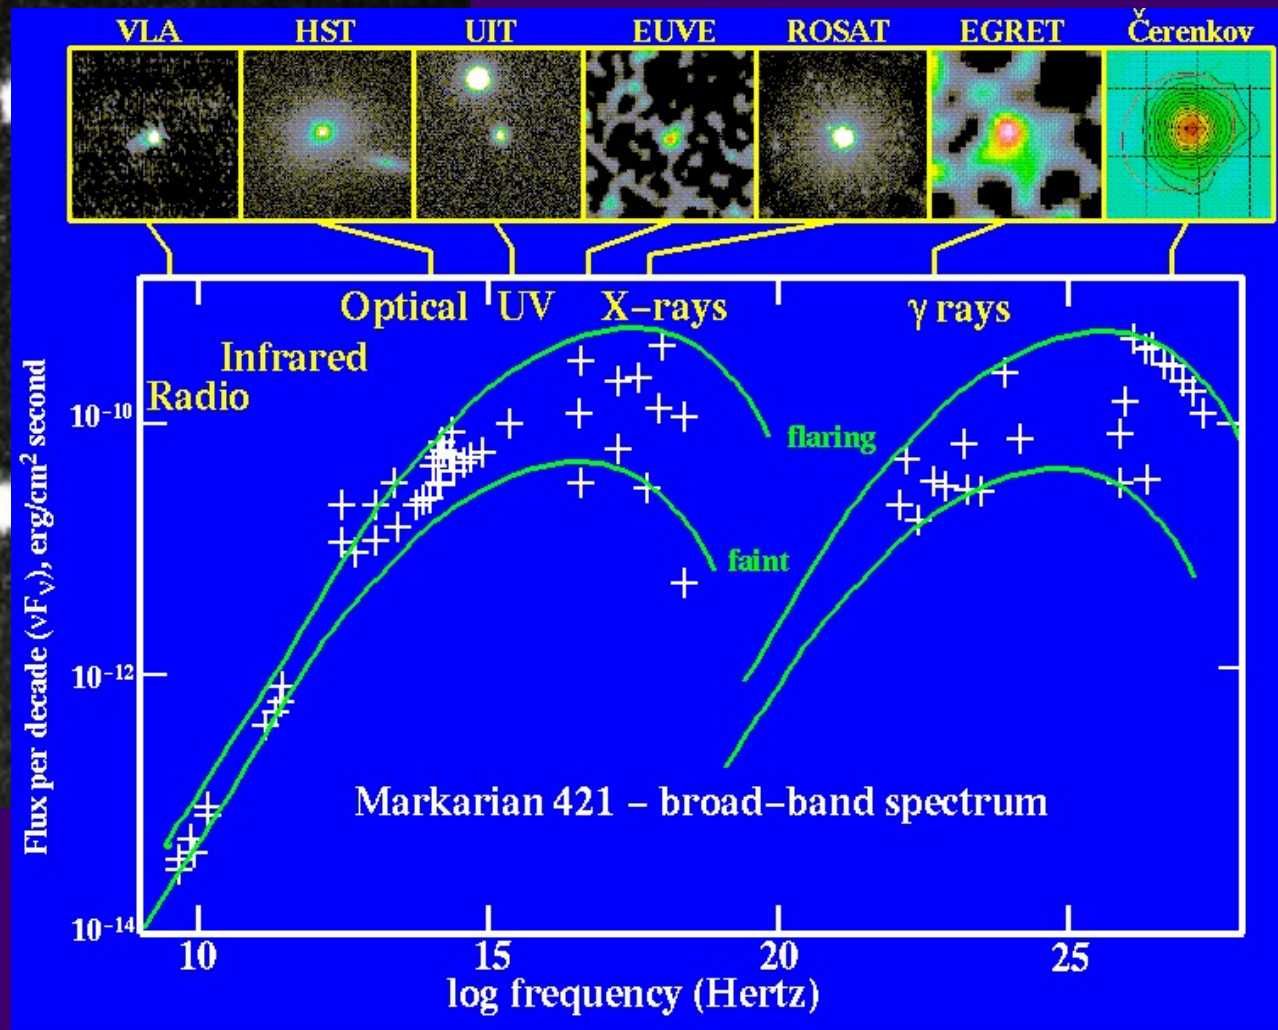 VLA HST UIT EUVE ROSAT EGRET Čerenkov
Optical UV X–rays γ rays
Infrared
Radio
10-10
flaring
faint
10-12
Markarian 421 – broad–band spectrum
10-14
10 15 20 25
log frequency (Hertz)
Flux per decade (νFν), erg/cm2 second